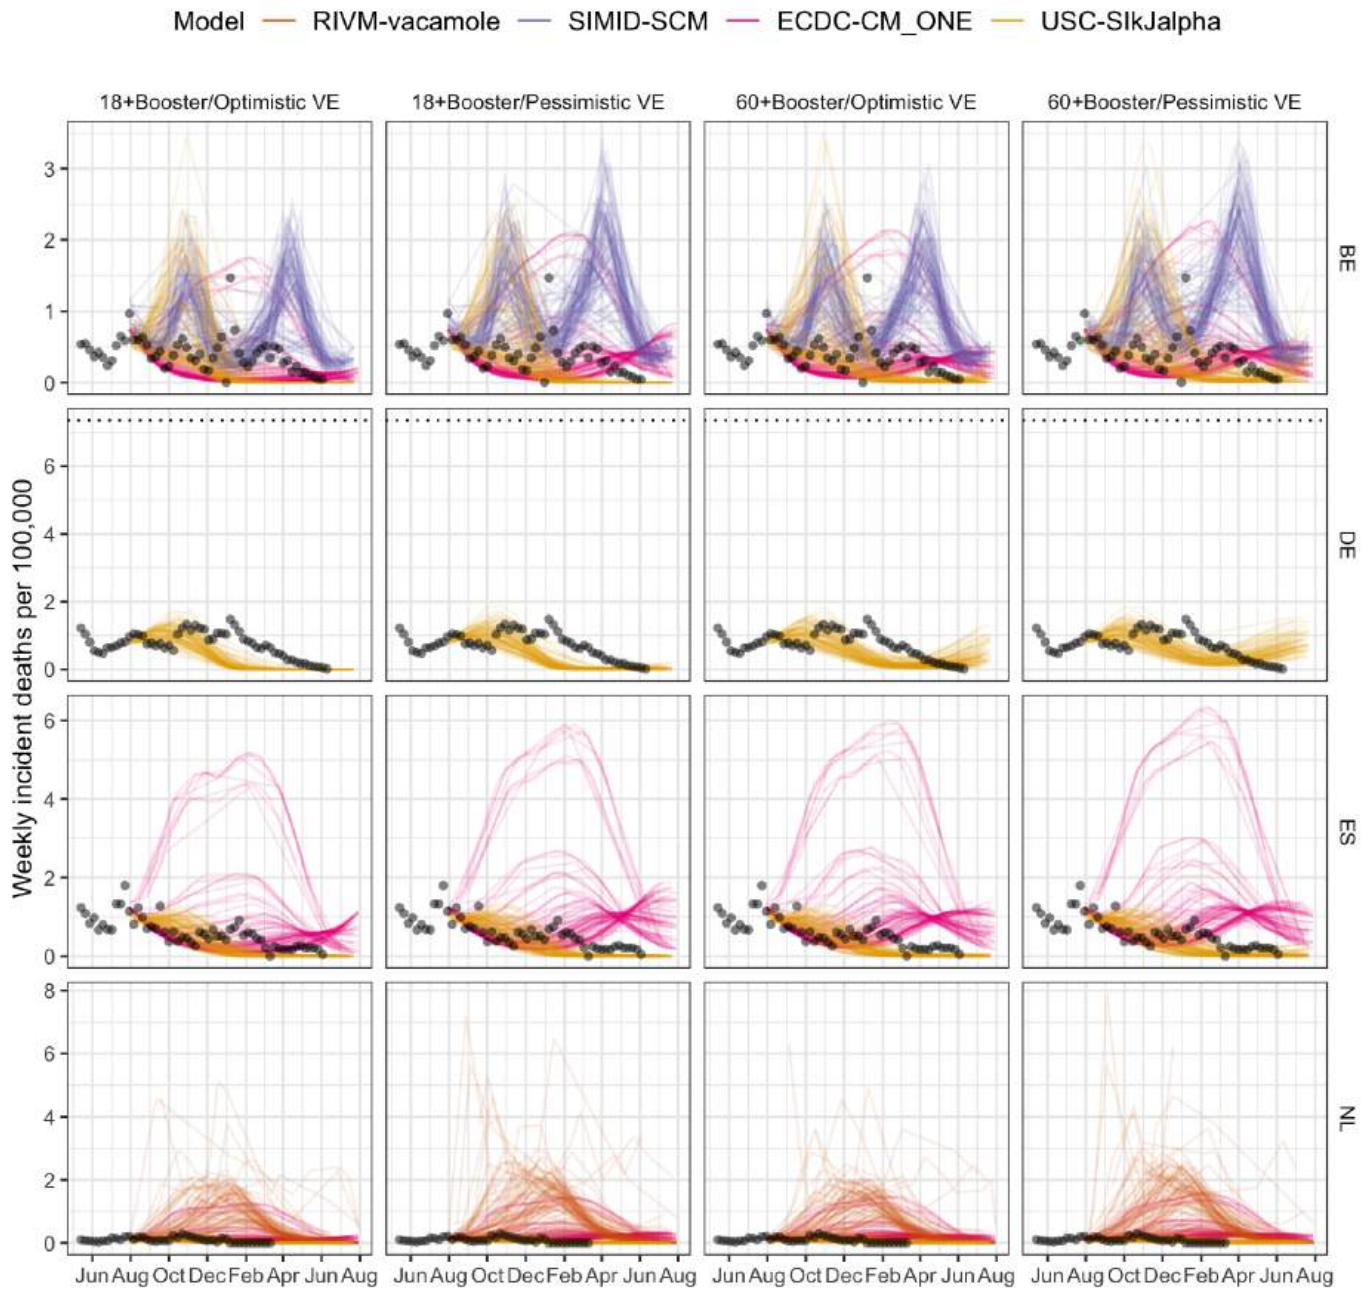 Model RIVM-vacamole SIMID-SCM ECDC-CM_ONE USC-SIkJalpha
18+Booster/Optimistic VE 18+Booster/Pessimistic VE 60+Booster/Optimistic VE 60+Booster/Pessimistic VE
Weekly incident deaths per 100,000
3
2
1
0
BE
6
4
2
0
DE
6
4
2
0
ES
8
6
4
2
0
NL
Jun Aug Oct Dec Feb Apr Jun Aug Jun Aug Oct Dec Feb Apr Jun Aug Jun Aug Oct Dec Feb Apr Jun Aug Jun Aug Oct Dec Feb Apr Jun Aug